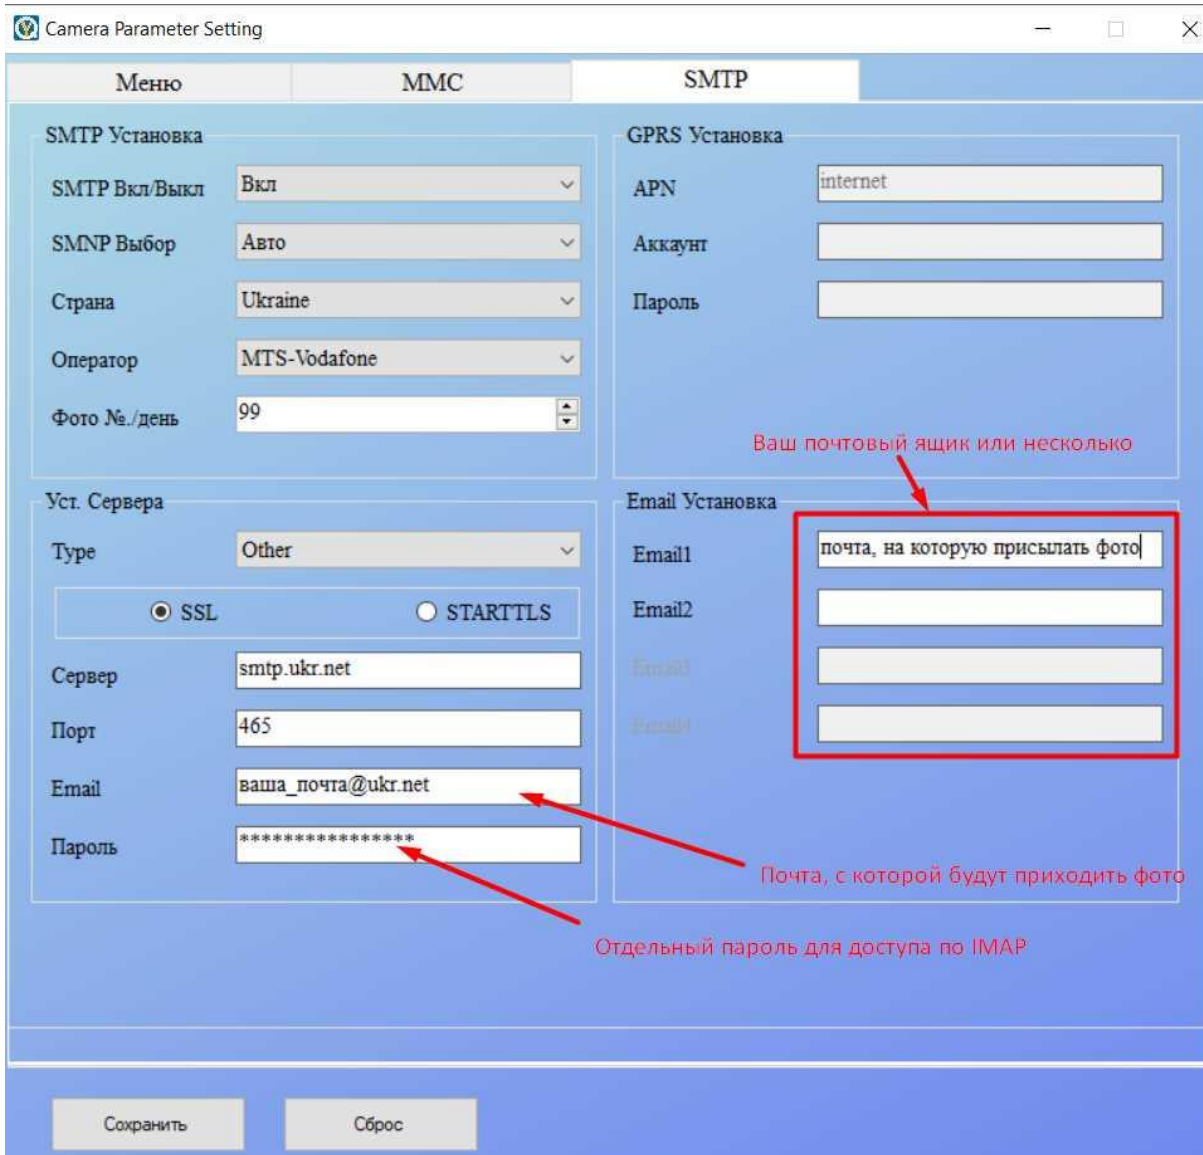 Camera Parameter Setting
Меню
MMC
SMTP
SMTP Установка
SMTP Вкл/Выкл
Вкл
SMNP Выбор
Авто
Страна
Ukraine
Оператор
MTS-Vodafone
Фото №./день
99
GPRS Установка
APN
internet
Аккаунт
Пароль
Ваш почтовый ящик или несколько
Уст. Сервера
Type
Other
SSL
STARTTLS
Сервер
smtp.ukr.net
Порт
465
Email
ваша_почта@ukr.net
Пароль
****************
Email Установка
Email1
почта, на которую присылать фото
Email2
Email3
Email4
Почта, с которой будут приходить фото
Отдельный пароль для доступа по IMAP
Сохранить
Сброс